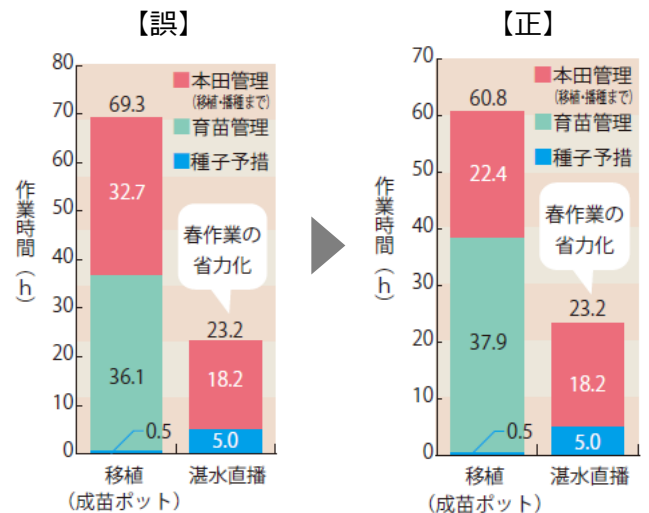 【誤】
80
70
60
50
40
30
20
10
0
作業時間（h）
69.3
32.7
36.1
0.5
23.2
18.2
5.0
本田管理
(移植・播種まで)
育苗管理
種子予措
春作業の
省力化
移植
(成苗ポット)
湛水直播
【正】
70
60
50
40
30
20
10
0
作業時間（h）
60.8
22.4
37.9
0.5
23.2
18.2
5.0
本田管理
(移植・播種まで)
育苗管理
種子予措
春作業の
省力化
移植
(成苗ポット)
湛水直播